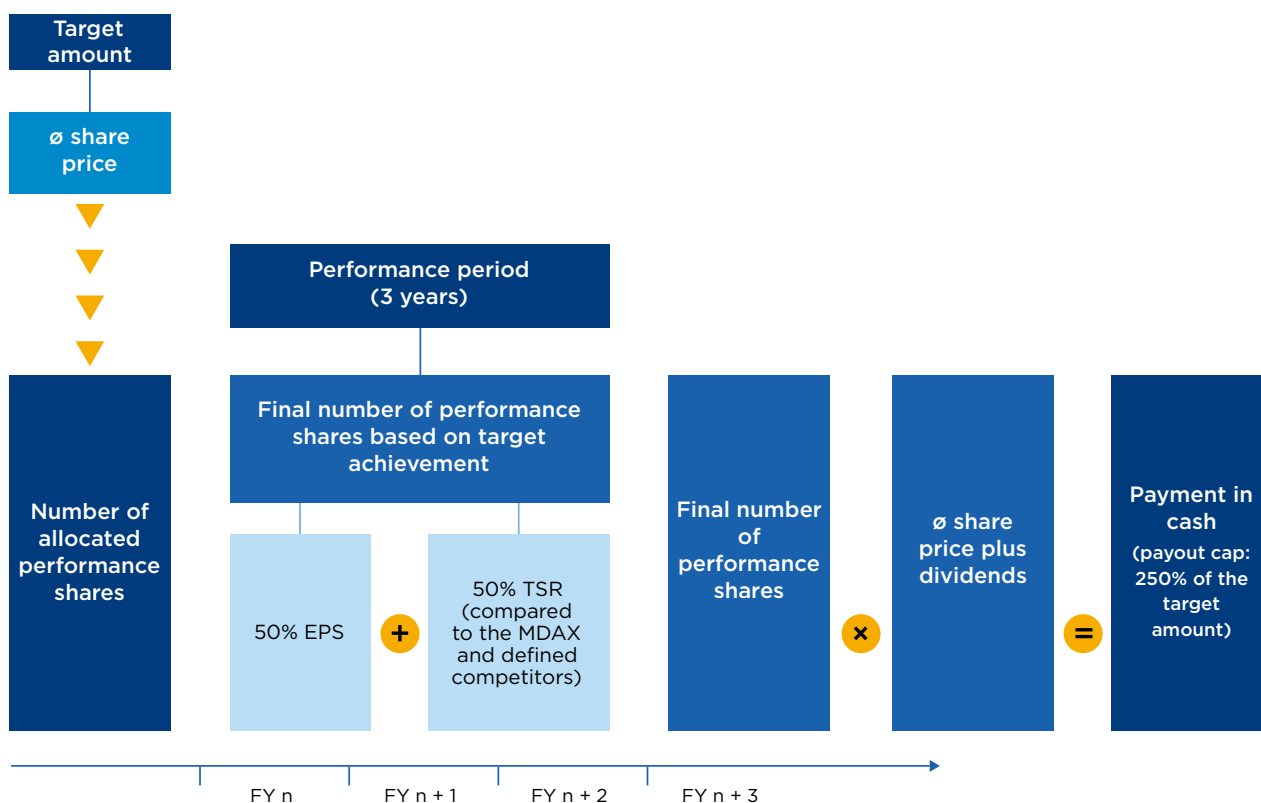 Target
amount
ø share
price
Performance period
(3 years)
Number of
allocated
performance
shares
Final number of performance
shares based on target
achievement
50% EPS
+
50% TSR
(compared
to the MDAX
and defined
competitors)
Final number
of
performance
shares
×
ø share
price plus
dividends
=
Payment in
cash
(payout cap:
250% of the
target
amount)
FY n
FY n + 1
FY n + 2
FY n + 3